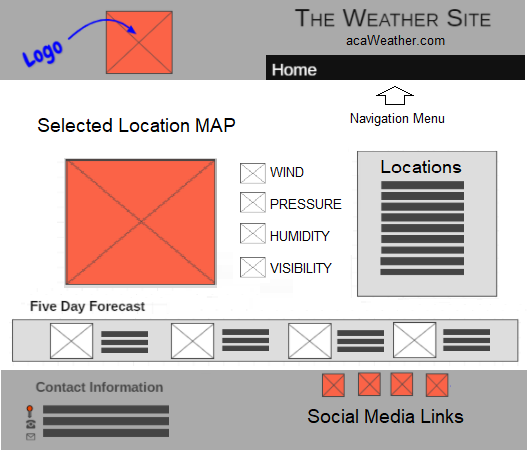 Logo
THE WEATHER SITE
acaWeather.com
Home
Navigation Menu
Selected Location MAP
WIND
PRESSURE
HUMIDITY
VISIBILITY
Locations
Five Day Forecast
Contact Information
Social Media Links